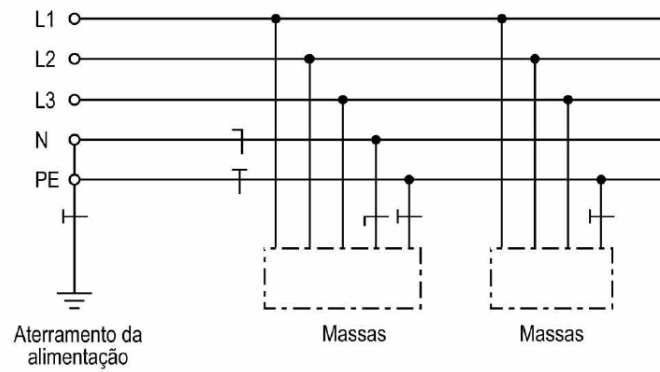 L1
L2
L3
N
PE
Aterramento da
alimentação
Massas
Massas